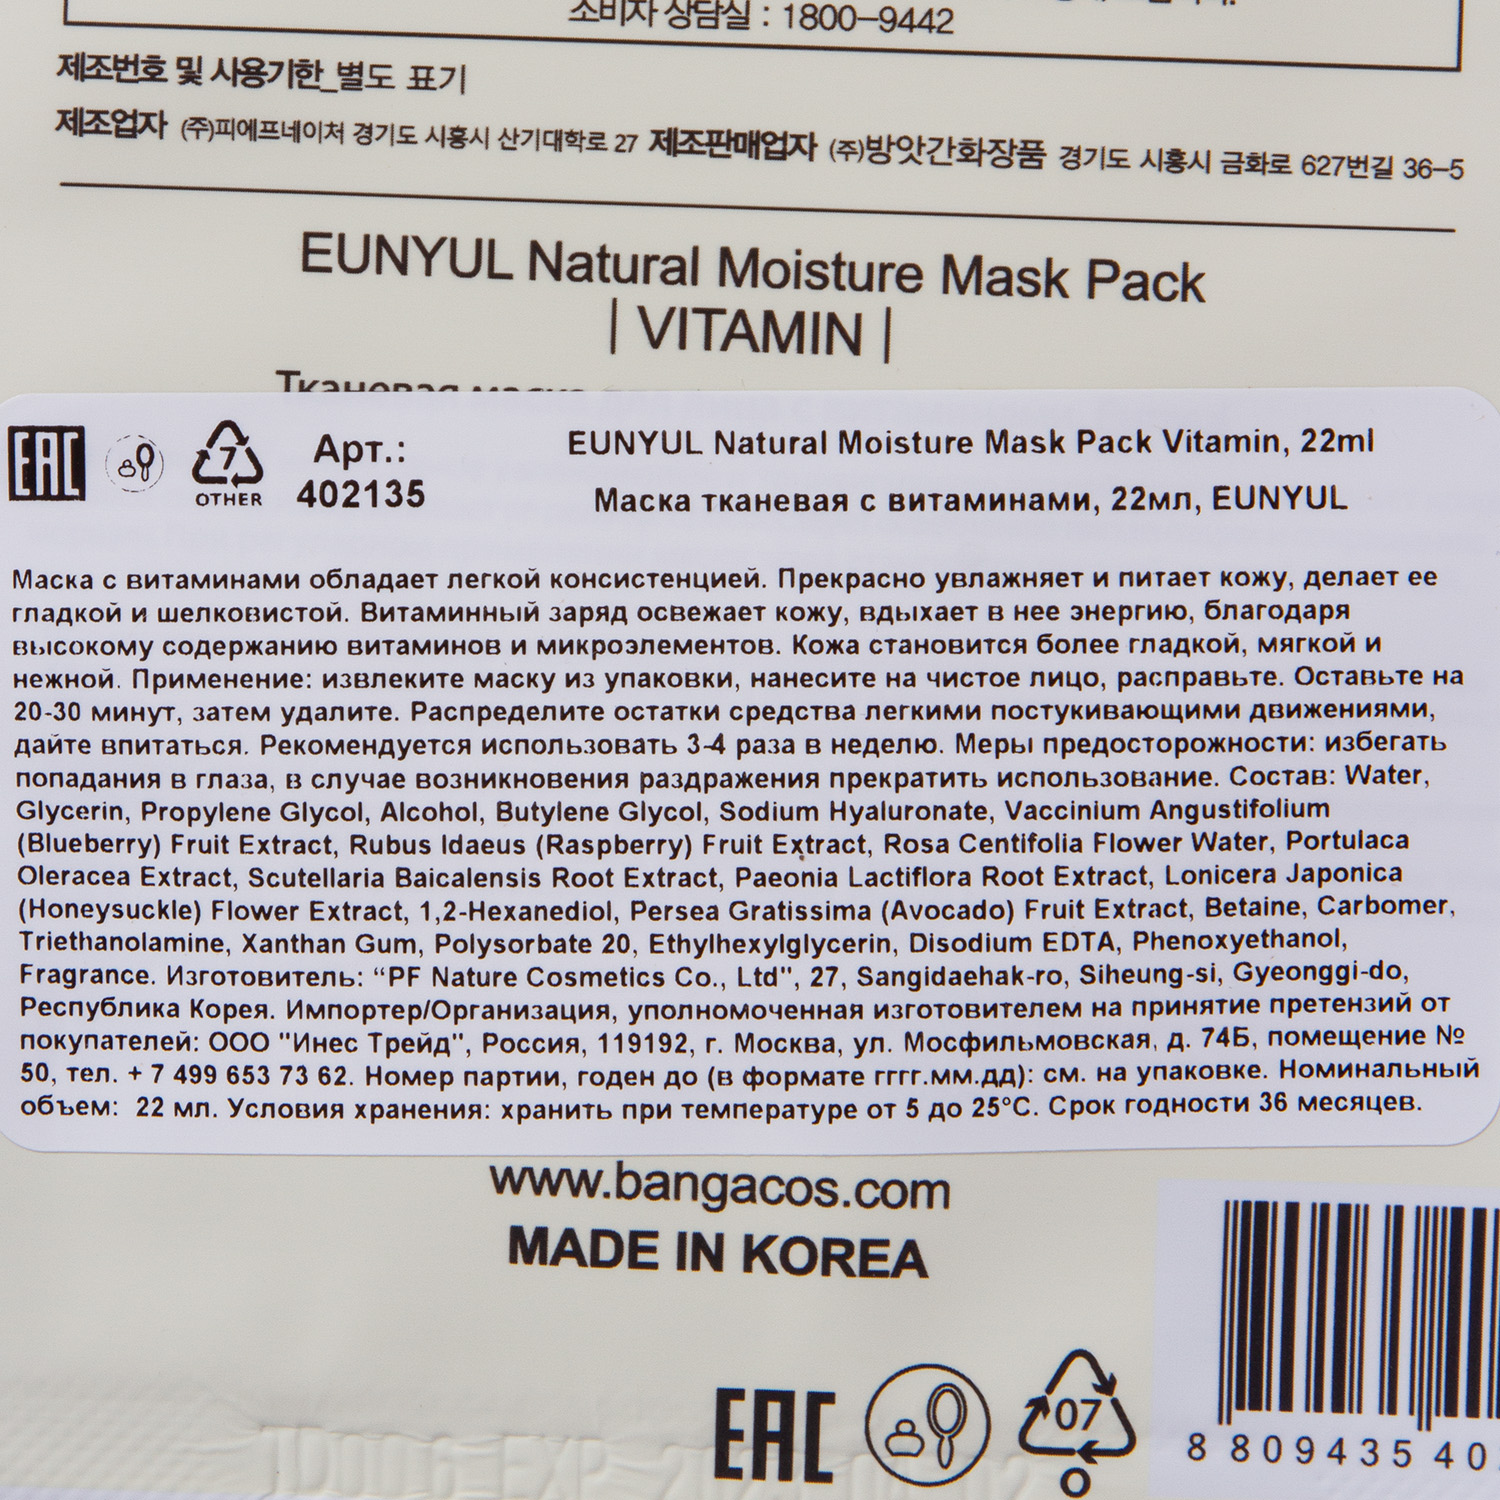 소비자 상담실 : 1800-9442
제조번호 및 사용기한_별도 표기
제조업자 (주)피에프네이처 경기도 시흥시 산기대학로 27 제조판매업자 (주)방앗간화장품 경기도 시흥시 금화로 627번길 36-5
EUNYUL Natural Moisture Mask Pack
| VITAMIN |
Тканевая маска
EAC
7
OTHER
Арт.:
402135
EUNYUL Natural Moisture Mask Pack Vitamin, 22ml
Маска тканевая с витаминами, 22мл, EUNYUL
Маска с витаминами обладает легкой консистенцией. Прекрасно увлажняет и питает кожу, делает ее
гладкой и шелковистой. Витаминный заряд освежает кожу, вдыхает в нее энергию, благодаря
высокому содержанию витаминов и микроэлементов. Кожа становится более гладкой, мягкой и
нежной. Применение: извлеките маску из упаковки, нанесите на чистое лицо, расправьте. Оставьте на
20-30 минут, затем удалите. Распределите остатки средства легкими постукивающими движениями,
дайте впитаться. Рекомендуется использовать 3-4 раза в неделю. Меры предосторожности: избегать
попадания в глаза, в случае возникновения раздражения прекратить использование. Состав: Water,
Glycerin, Propylene Glycol, Alcohol, Butylene Glycol, Sodium Hyaluronate, Vaccinium Angustifolium
(Blueberry) Fruit Extract, Rubus Idaeus (Raspberry) Fruit Extract, Rosa Centifolia Flower Water, Portulaca
Oleracea Extract, Scutellaria Baicalensis Root Extract, Paeonia Lactiflora Root Extract, Lonicera Japonica
(Honeysuckle) Flower Extract, 1,2-Hexanediol, Persea Gratissima (Avocado) Fruit Extract, Betaine, Carbomer,
Triethanolamine, Xanthan Gum, Polysorbate 20, Ethylhexylglycerin, Disodium EDTA, Phenoxyethanol,
Fragrance. Изготовитель: “PF Nature Cosmetics Co., Ltd", 27, Sangidaehak-ro, Siheung-si, Gyeonggi-do,
Республика Корея. Импортер/Организация, уполномоченная изготовителем на принятие претензий от
покупателей: ООО "Инес Трейд", Россия, 119192, г. Москва, ул. Мосфильмовская, д. 74Б, помещение №
50, тел. + 7 499 653 73 62. Номер партии, годен до (в формате гггг.мм.дд): см. на упаковке. Номинальный
объем: 22 мл. Условия хранения: хранить при температуре от 5 до 25°С. Срок годности 36 месяцев.
www.bangacos.com
MADE IN KOREA
EAC
07
O
8 809435 40